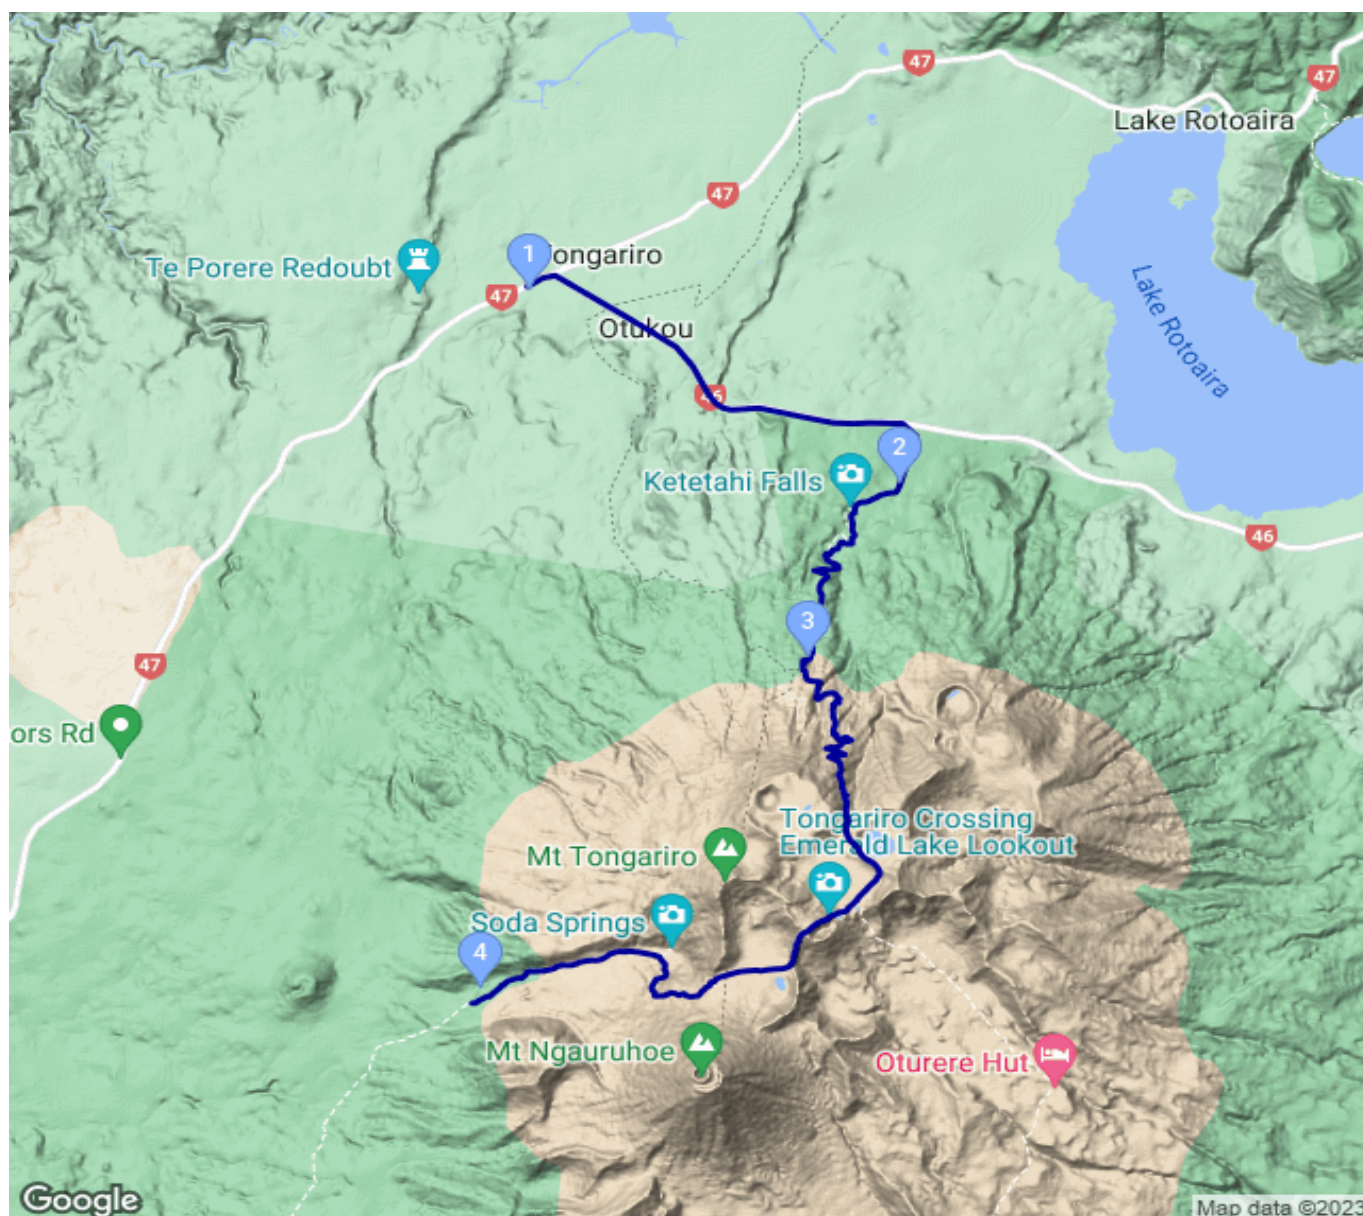 47
47
Lake Rotoaira
47
1
Tongariro
Te Porere Redoubt
47
Lake Rotoaira
Otukou
46
2
Ketetahi Falls
46
3
47
ors Rd
Tongariro Crossing
Emerald Lake Lookout
Mt Tongariro
Soda Springs
4
Mt Ngauruhoe
Oturere Hut
Google
Map data ©2023